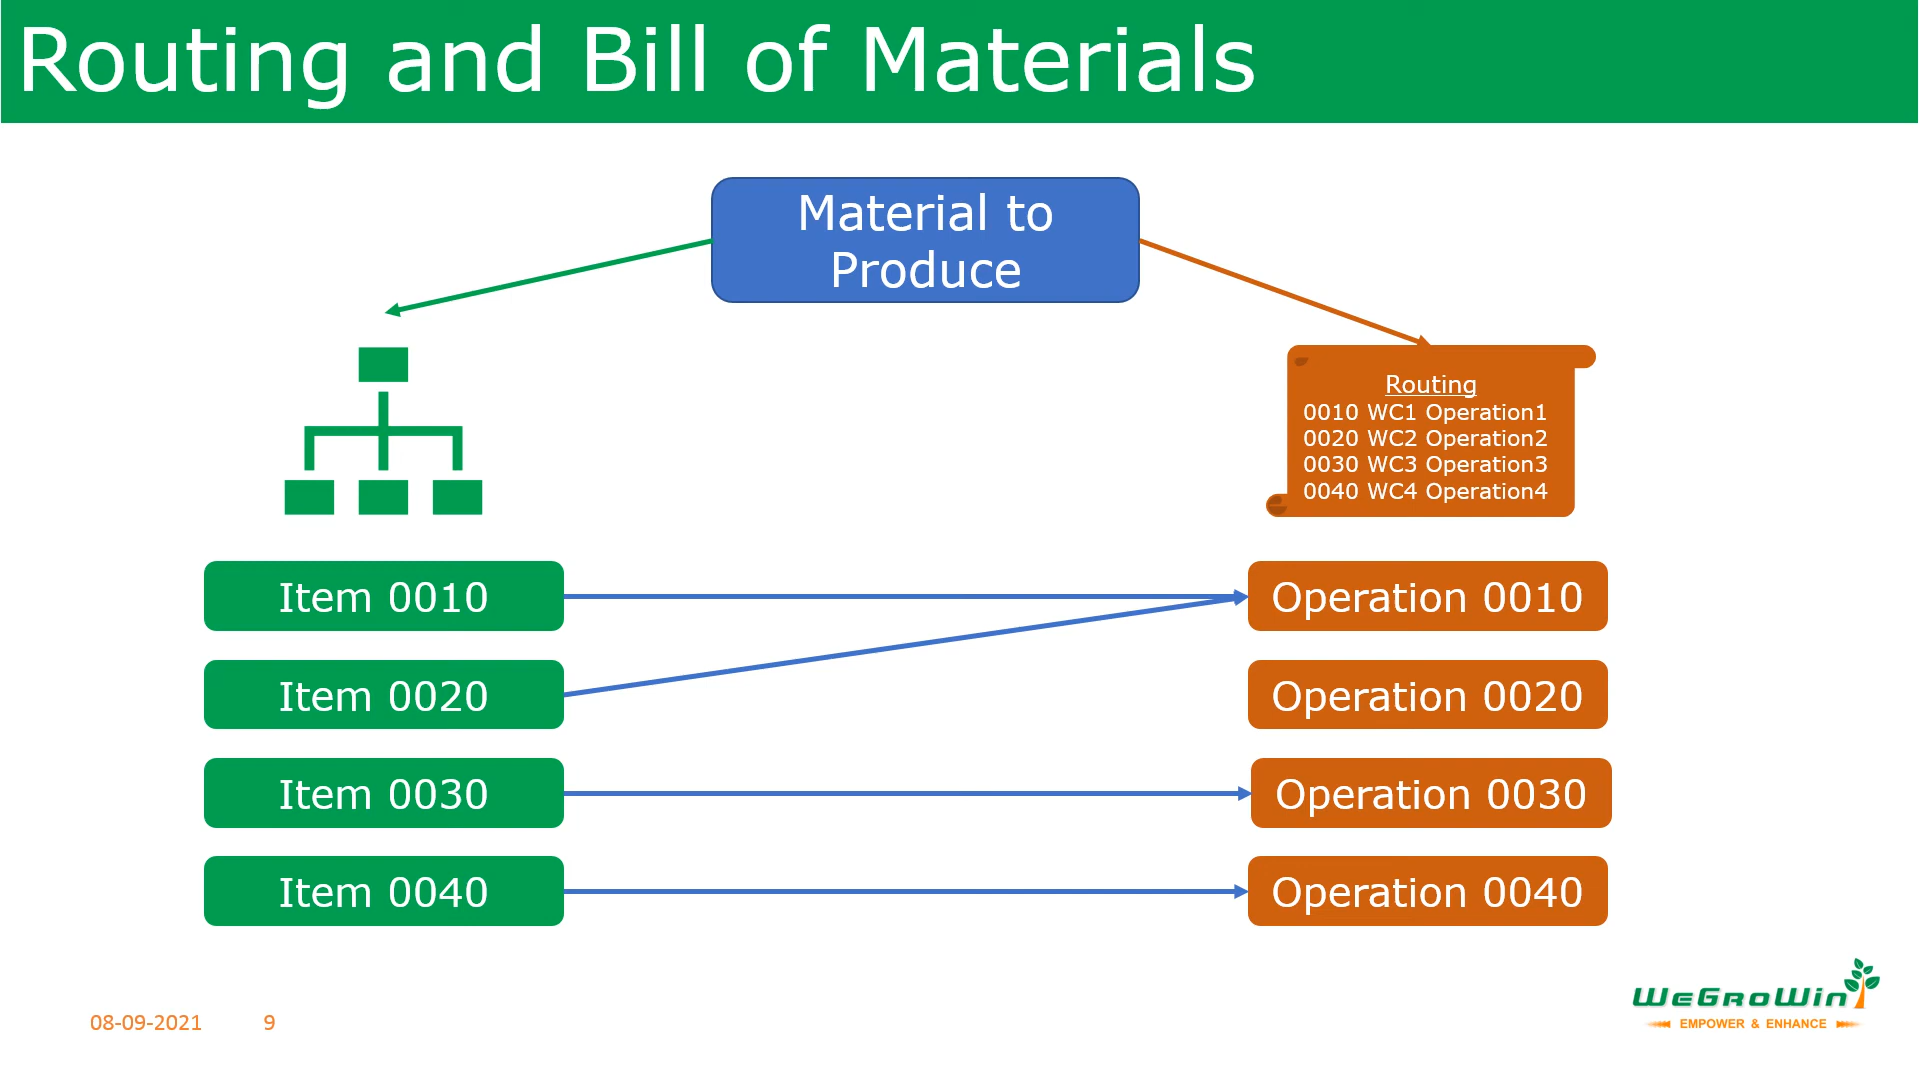 Routing and Bill of Materials
Material to
Produce
Routing
0010 WC1 Operation1
0020 WC2 Operation2
0030 WC3 Operation3
0040 WC4 Operation4
Item 0010
Operation 0010
Item 0020
Operation 0020
Item 0030
Operation 0030
Item 0040
Operation 0040
WeGroWin
EMPOWER & ENHANCE
08-09-2021 9